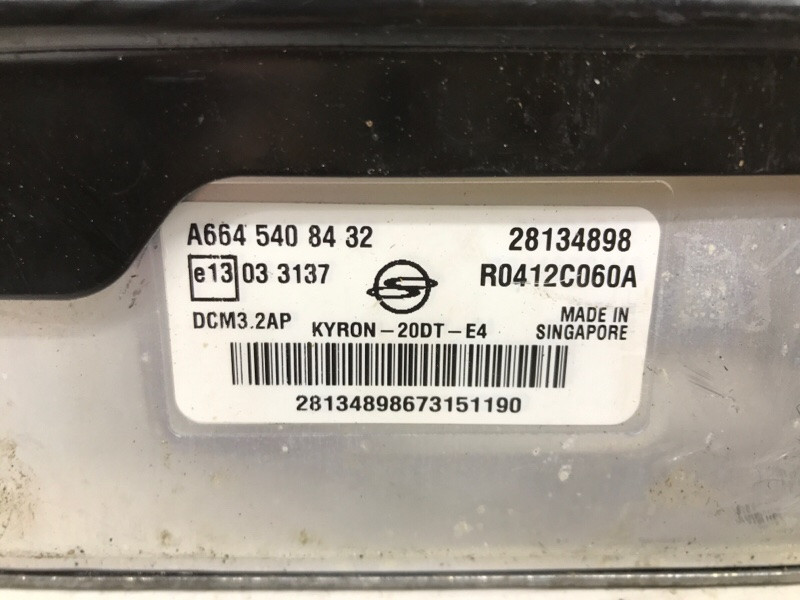 A664 540 84 32 28134898
e13 03 3137 R0412C060A
DCM3.2AP KYRON-20DT-E4 MADE IN SINGAPORE
28134898673151190